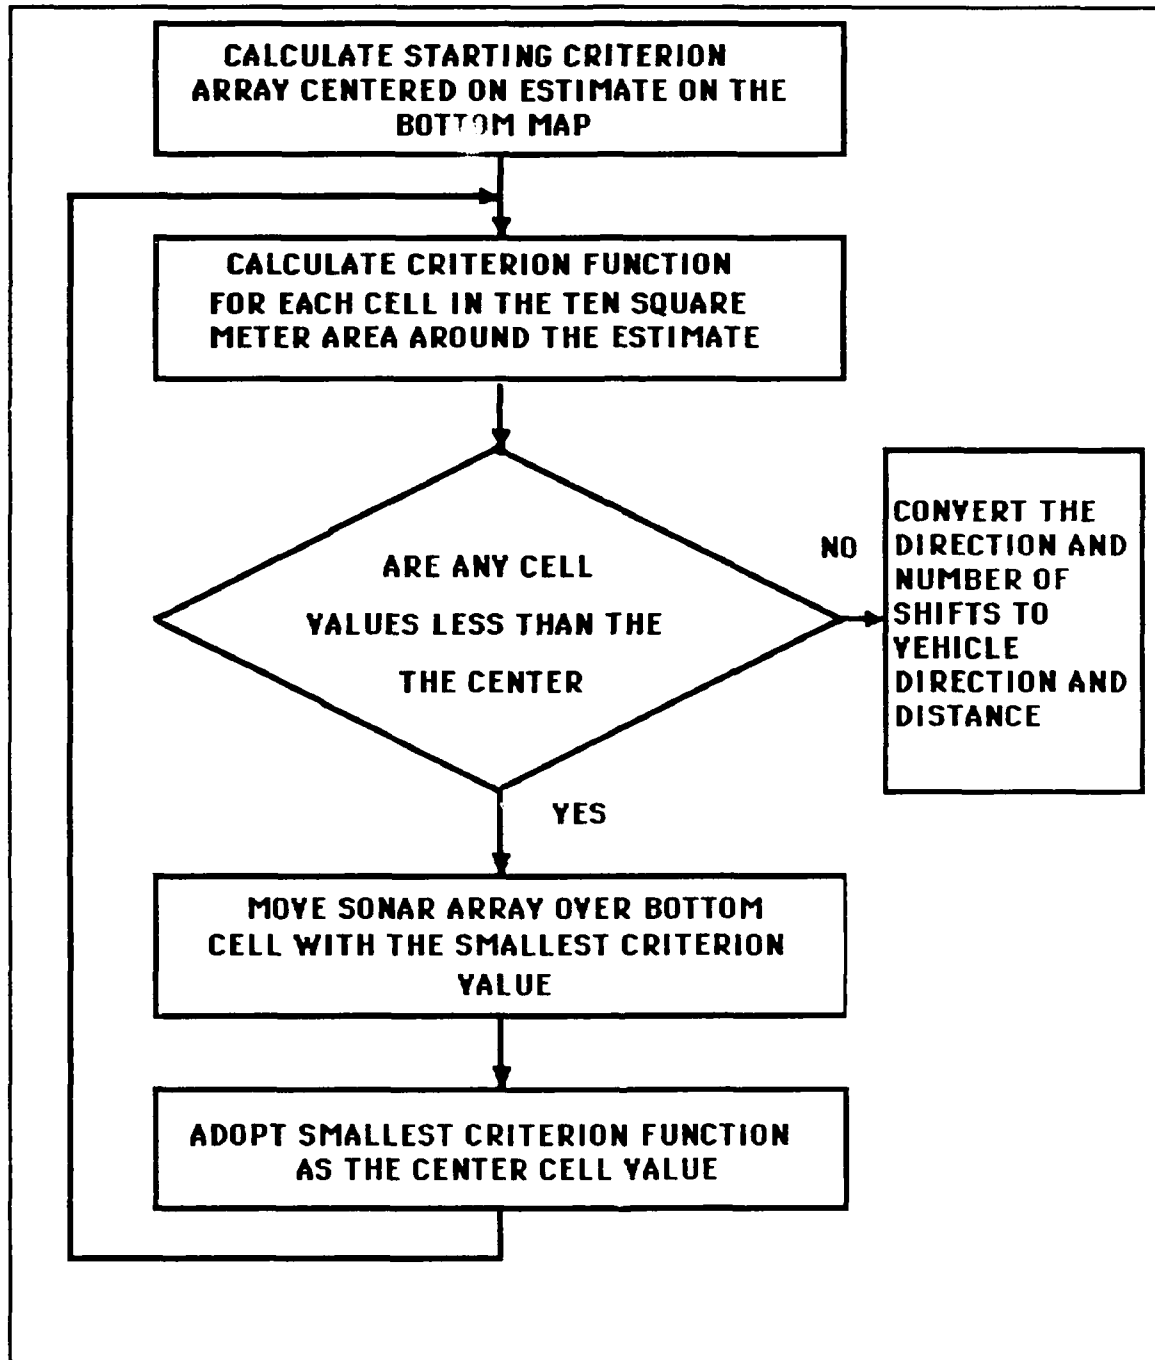 CALCULATE STARTING CRITERION
ARRAY CENTERED ON ESTIMATE ON THE
BOTTOM MAP
CALCULATE CRITERION FUNCTION
FOR EACH CELL IN THE TEN SQUARE
METER AREA AROUND THE ESTIMATE
ARE ANY CELL
VALUES LESS THAN THE
THE CENTER
NO
CONVERT THE
DIRECTION AND
NUMBER OF
SHIFTS TO
VEHICLE
DIRECTION AND
DISTANCE
YES
MOVE SONAR ARRAY OVER BOTTOM
CELL WITH THE SMALLEST CRITERION
VALUE
ADOPT SMALLEST CRITERION FUNCTION
AS THE CENTER CELL VALUE